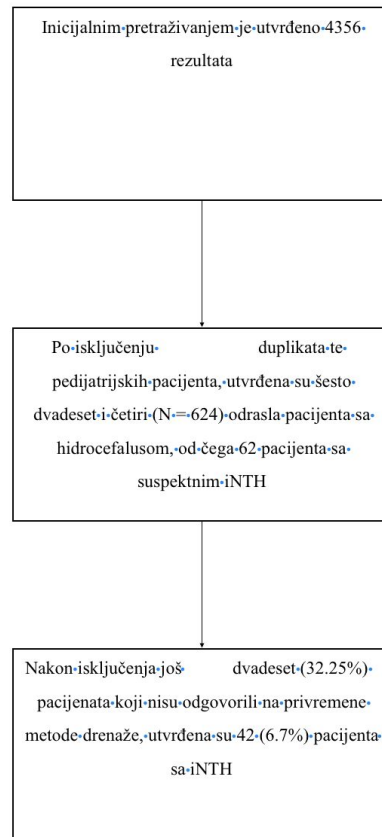 Inicijalnim·pretraživanjem·je·utvrđeno·4356·
rezultata
Po·isključenju· duplikata·te·
pedijatrijskih·pacijenta,·utvrđena·su·šesto·
dvadeset·i·četiri·(N·=·624)·odrasla·pacijenta·sa·
hidrocefalusom,·od·čega·62·pacijenta·sa·
suspektnim·iNTH
Nakon·isključenja·još· dvadeset·(32.25%)·
pacijenata·koji·nisu·odgovorili·na·privremene·
metode·drenaže,·utvrđena·su·42·(6.7%)·pacijenta·
sa·iNTH